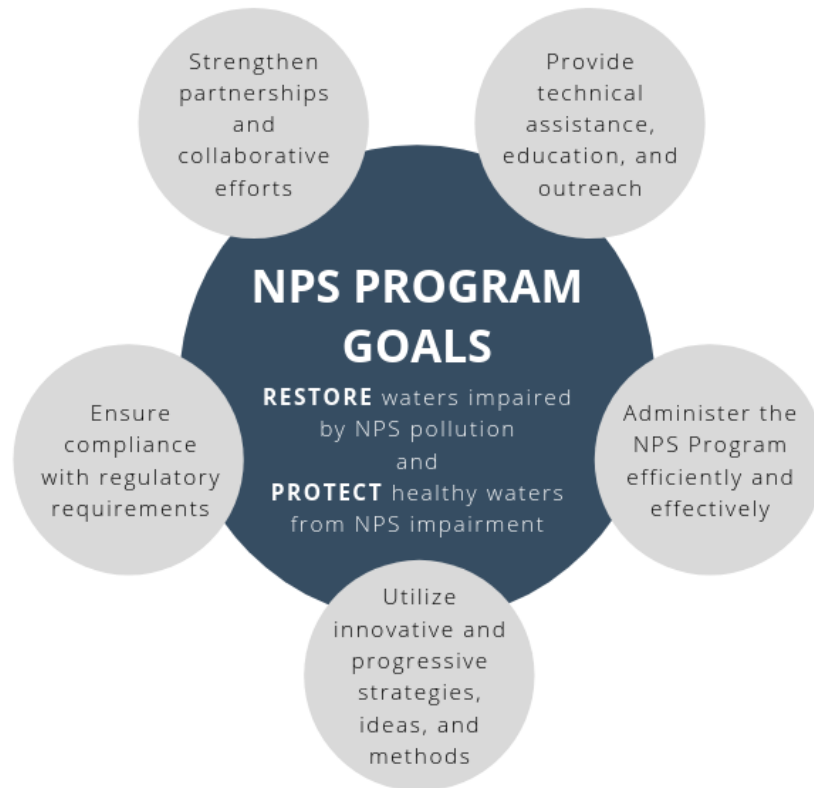 Strengthen
partnerships
and
collaborative
efforts
Provide
technical
assistance,
education, and
outreach
NPS PROGRAM
GOALS
RESTORE waters impaired
by NPS pollution
and
PROTECT healthy waters
from NPS impairment
Ensure
compliance
with regulatory
requirements
Administer the
NPS Program
efficiently and
effectively
Utilize
innovative and
progressive
strategies,
ideas, and
methods